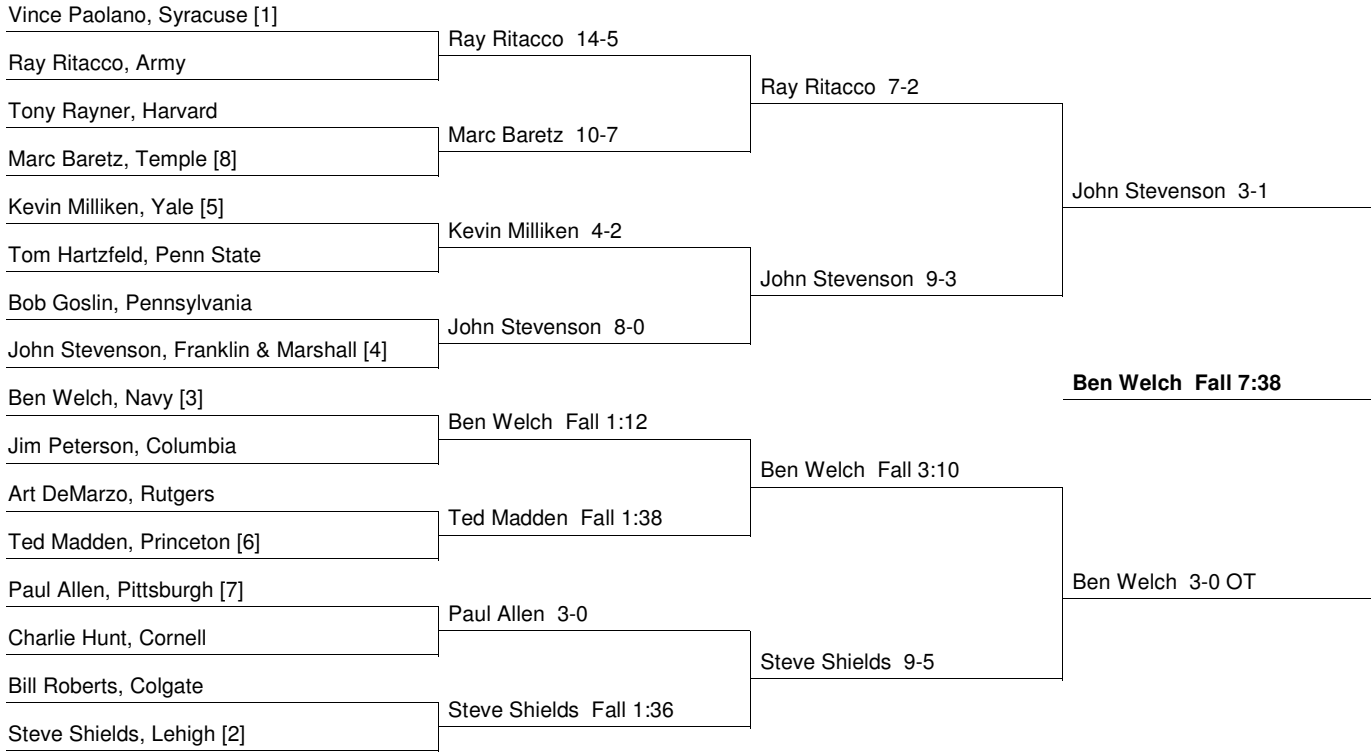 Vince Paolano, Syracuse [1]
Ray Ritacco, Army
Tony Rayner, Harvard
Marc Baretz, Temple [8]
Kevin Milliken, Yale [5]
Tom Hartzfeld, Penn State
Bob Goslin, Pennsylvania
John Stevenson, Franklin & Marshall [4]
Ben Welch, Navy [3]
Jim Peterson, Columbia
Art DeMarzo, Rutgers
Ted Madden, Princeton [6]
Paul Allen, Pittsburgh [7]
Charlie Hunt, Cornell
Bill Roberts, Colgate
Steve Shields, Lehigh [2]
Ray Ritacco 14-5
Marc Baretz 10-7
Kevin Milliken 4-2
John Stevenson 8-0
Ben Welch Fall 1:12
Ted Madden Fall 1:38
Paul Allen 3-0
Steve Shields Fall 1:36
Ray Ritacco 7-2
John Stevenson 9-3
Ben Welch Fall 3:10
Steve Shields 9-5
John Stevenson 3-1
Ben Welch Fall 7:38
Ben Welch 3-0 OT